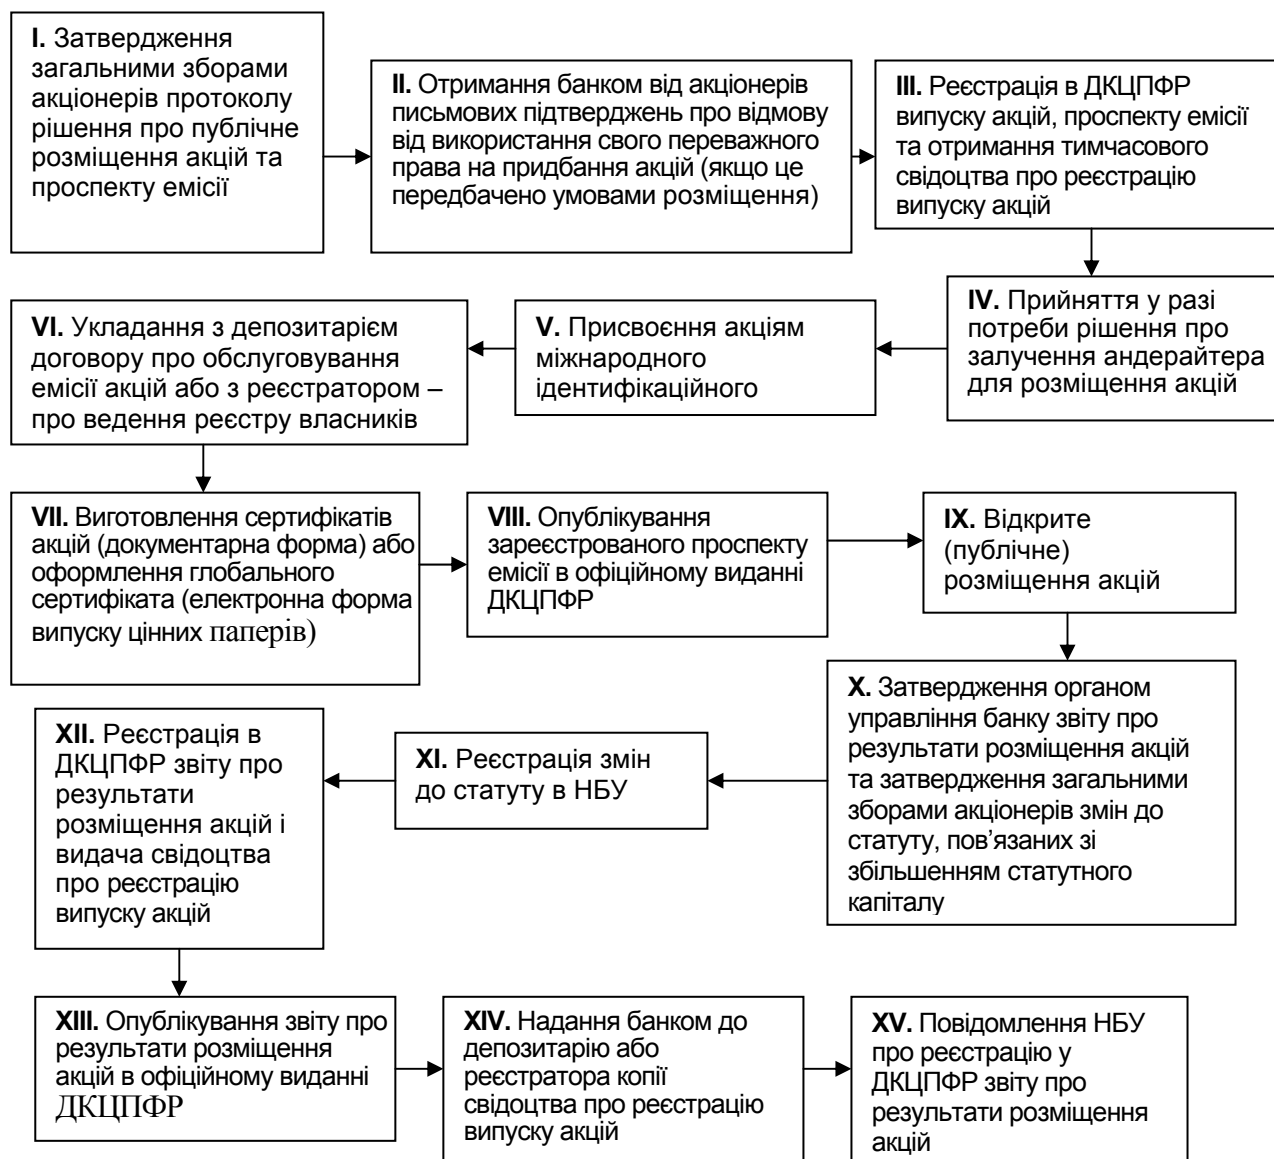 I. Затвердження
загальними зборами
акціонерів протоколу
рішення про публічне
розміщення акцій та
проспекту емісії
II. Отримання банком від акціонерів
письмових підтверджень про відмову
від використання свого переважного
права на придбання акцій (якщо це
передбачено умовами розміщення)
III. Реєстрація в ДКЦПФР
випуску акцій, проспекту емісії
та отримання тимчасового
свідоцтва про реєстрацію
випуску акцій
IV. Прийняття у разі
потреби рішення про
залучення андерайтера
для розміщення акцій
V. Присвоєння акціям
міжнародного
ідентифікаційного
VI. Укладання з депозитарієм
договору про обслуговування
емісії акцій або з реєстратором –
про ведення реєстру власників
VII. Виготовлення сертифікатів
акцій (документарна форма) або
оформлення глобального
сертифіката (електронна форма
випуску цінних паперів)
VIII. Опублікування
зареєстрованого проспекту
емісії в офіційному виданні
ДКЦПФР
IX. Відкрите
(публічне)
розміщення акцій
X. Затвердження органом
управління банку звіту про
результати розміщення акцій
та затвердження загальними
зборами акціонерів змін до
статуту, пов’язаних зі
збільшенням статутного
капіталу
XI. Реєстрація змін
до статуту в НБУ
XII. Реєстрація в
ДКЦПФР звіту про
результати
розміщення акцій і
видача свідоцтва
про реєстрацію
випуску акцій
XIII. Опублікування звіту про
результати розміщення
акцій в офіційному виданні
ДКЦПФР
XIV. Надання банком до
депозитарію або
реєстратора копії
свідоцтва про реєстрацію
випуску акцій
XV. Повідомлення НБУ
про реєстрацію у
ДКЦПФР звіту про
результати розміщення
акцій